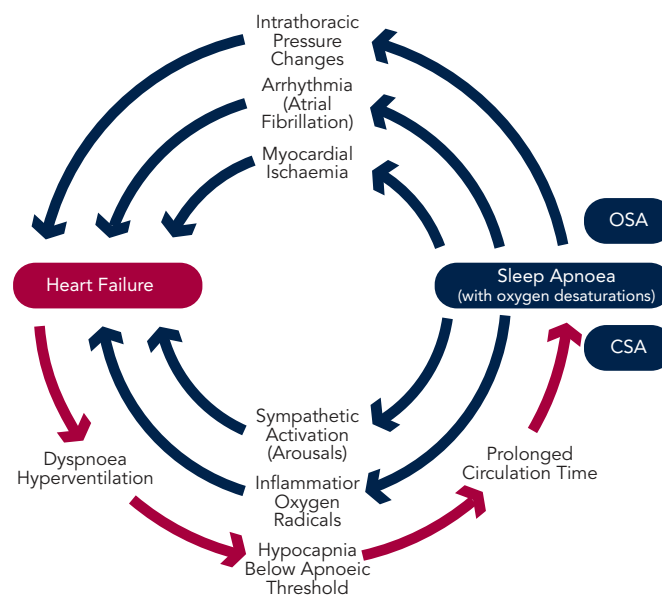 Intrathoracic
Pressure
Changes
Arrhythmia
(Atrial
Fibrillation)
Myocardial
Ischaemia
OSA
Heart Failure
Sleep Apnoea
(with oxygen desaturations)
CSA
Sympathetic
Activation
(Arousals)
Dyspnoea
Hyperventilation
Prolonged
Circulation Time
Inflammatior
Oxygen
Radicals
Hypocapnia
Below Apnoeic
Threshold